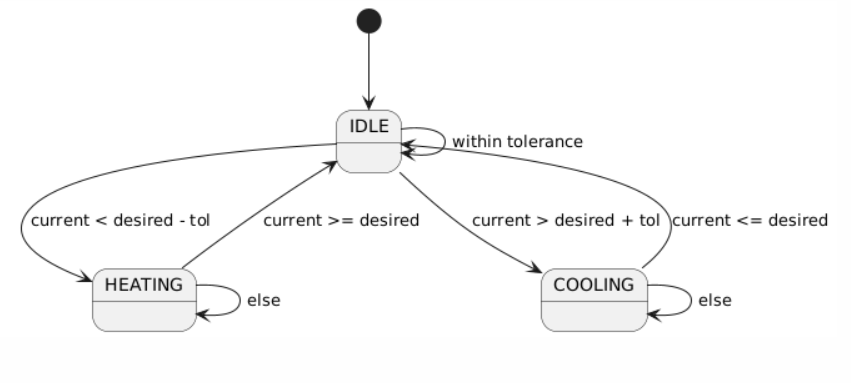 IDLE
within tolerance
current < desired - tol
current >= desired
current > desired + tol
current <= desired
HEATING
else
COOLING
else